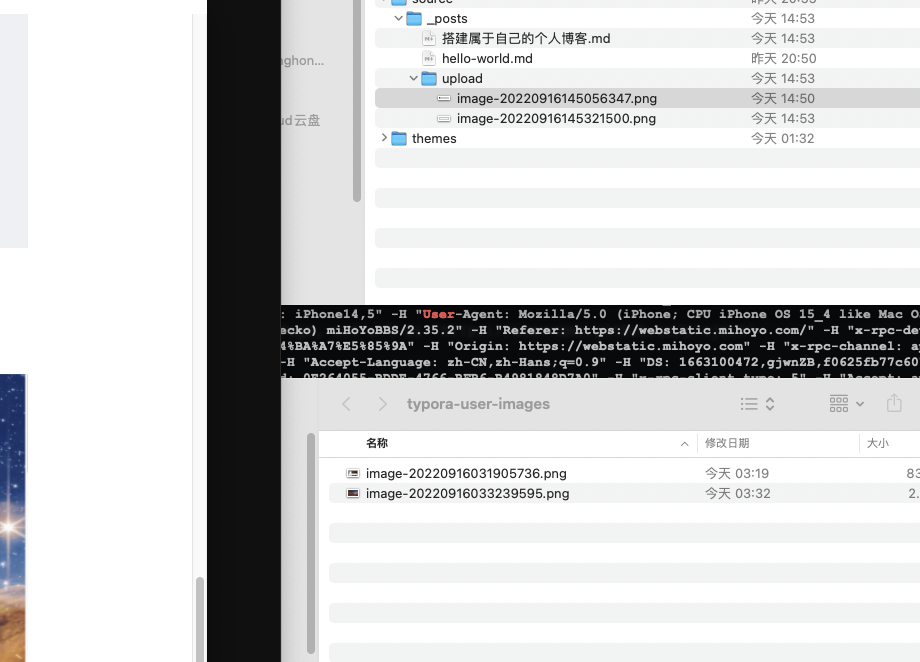 source
昨天 20:55
_posts
今天 14:53
搭建属于自己的个人博客.md
今天 14:53
nghon...
hello-world.md
昨天 20:50
upload
今天 14:53
image-20220916145056347.png
今天 14:50
ud云盘
image-20220916145321500.png
今天 14:53
themes
今天 01:32
: iPhone14,5" -H "User-Agent: Mozilla/5.0 (iPhone; CPU iPhone OS 15_4 like Mac O
ecko) miHoYoBBS/2.35.2" -H "Referer: https://webstatic.mihoyo.com/" -H "x-rpc-de
4%BA%A7%E5%85%9A" -H "Origin: https://webstatic.mihoyo.com" -H "x-rpc-channel: ap
-H "Accept-Language: zh-CN,zh-Hans;q=0.9" -H "DS: 1663100472,gjwnZB,f0625fb77c60
typora-user-images
名称
修改日期
大小
image-20220916031905736.png
今天 03:19
83
image-20220916033239595.png
今天 03:32
2.